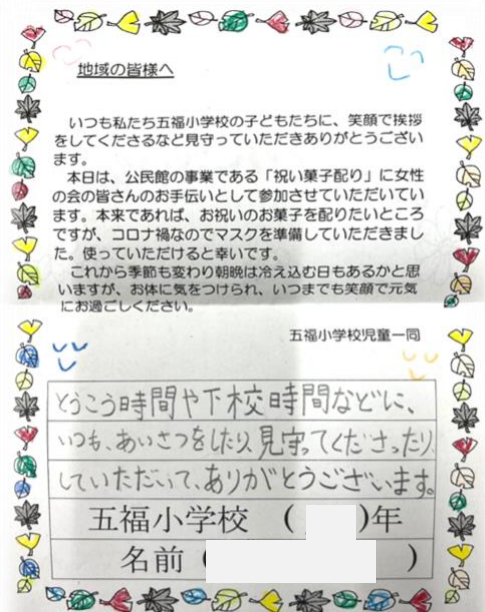 地域の皆様へ
いつも私たち五福小学校の子どもたちに、笑顔で挨拶
をしてくださるなど見守っていただきありがとうござい
ます。
本日は、公民館の事業である「祝い菓子配り」に女性
の会の皆さんのお手伝いとして参加させていただいてい
ます。本来であれば、お祝いのお菓子を配りたいところ
ですが、コロナ禍なのでマスクを準備していただきまし
た。使っていただけると幸いです。
これから季節も変わり朝晩は冷え込む日もあるかと思
いますが、お体に気をつけられ、いつまでも笑顔で元気
にお過ごしください。
五福小学校児童一同
とうこう時間や下校時間などに、
いつも、あいさつをしたり、見守ってくださったり、
していただいて、ありがとうございます。
五福小学校 ( )年
名前 ( )